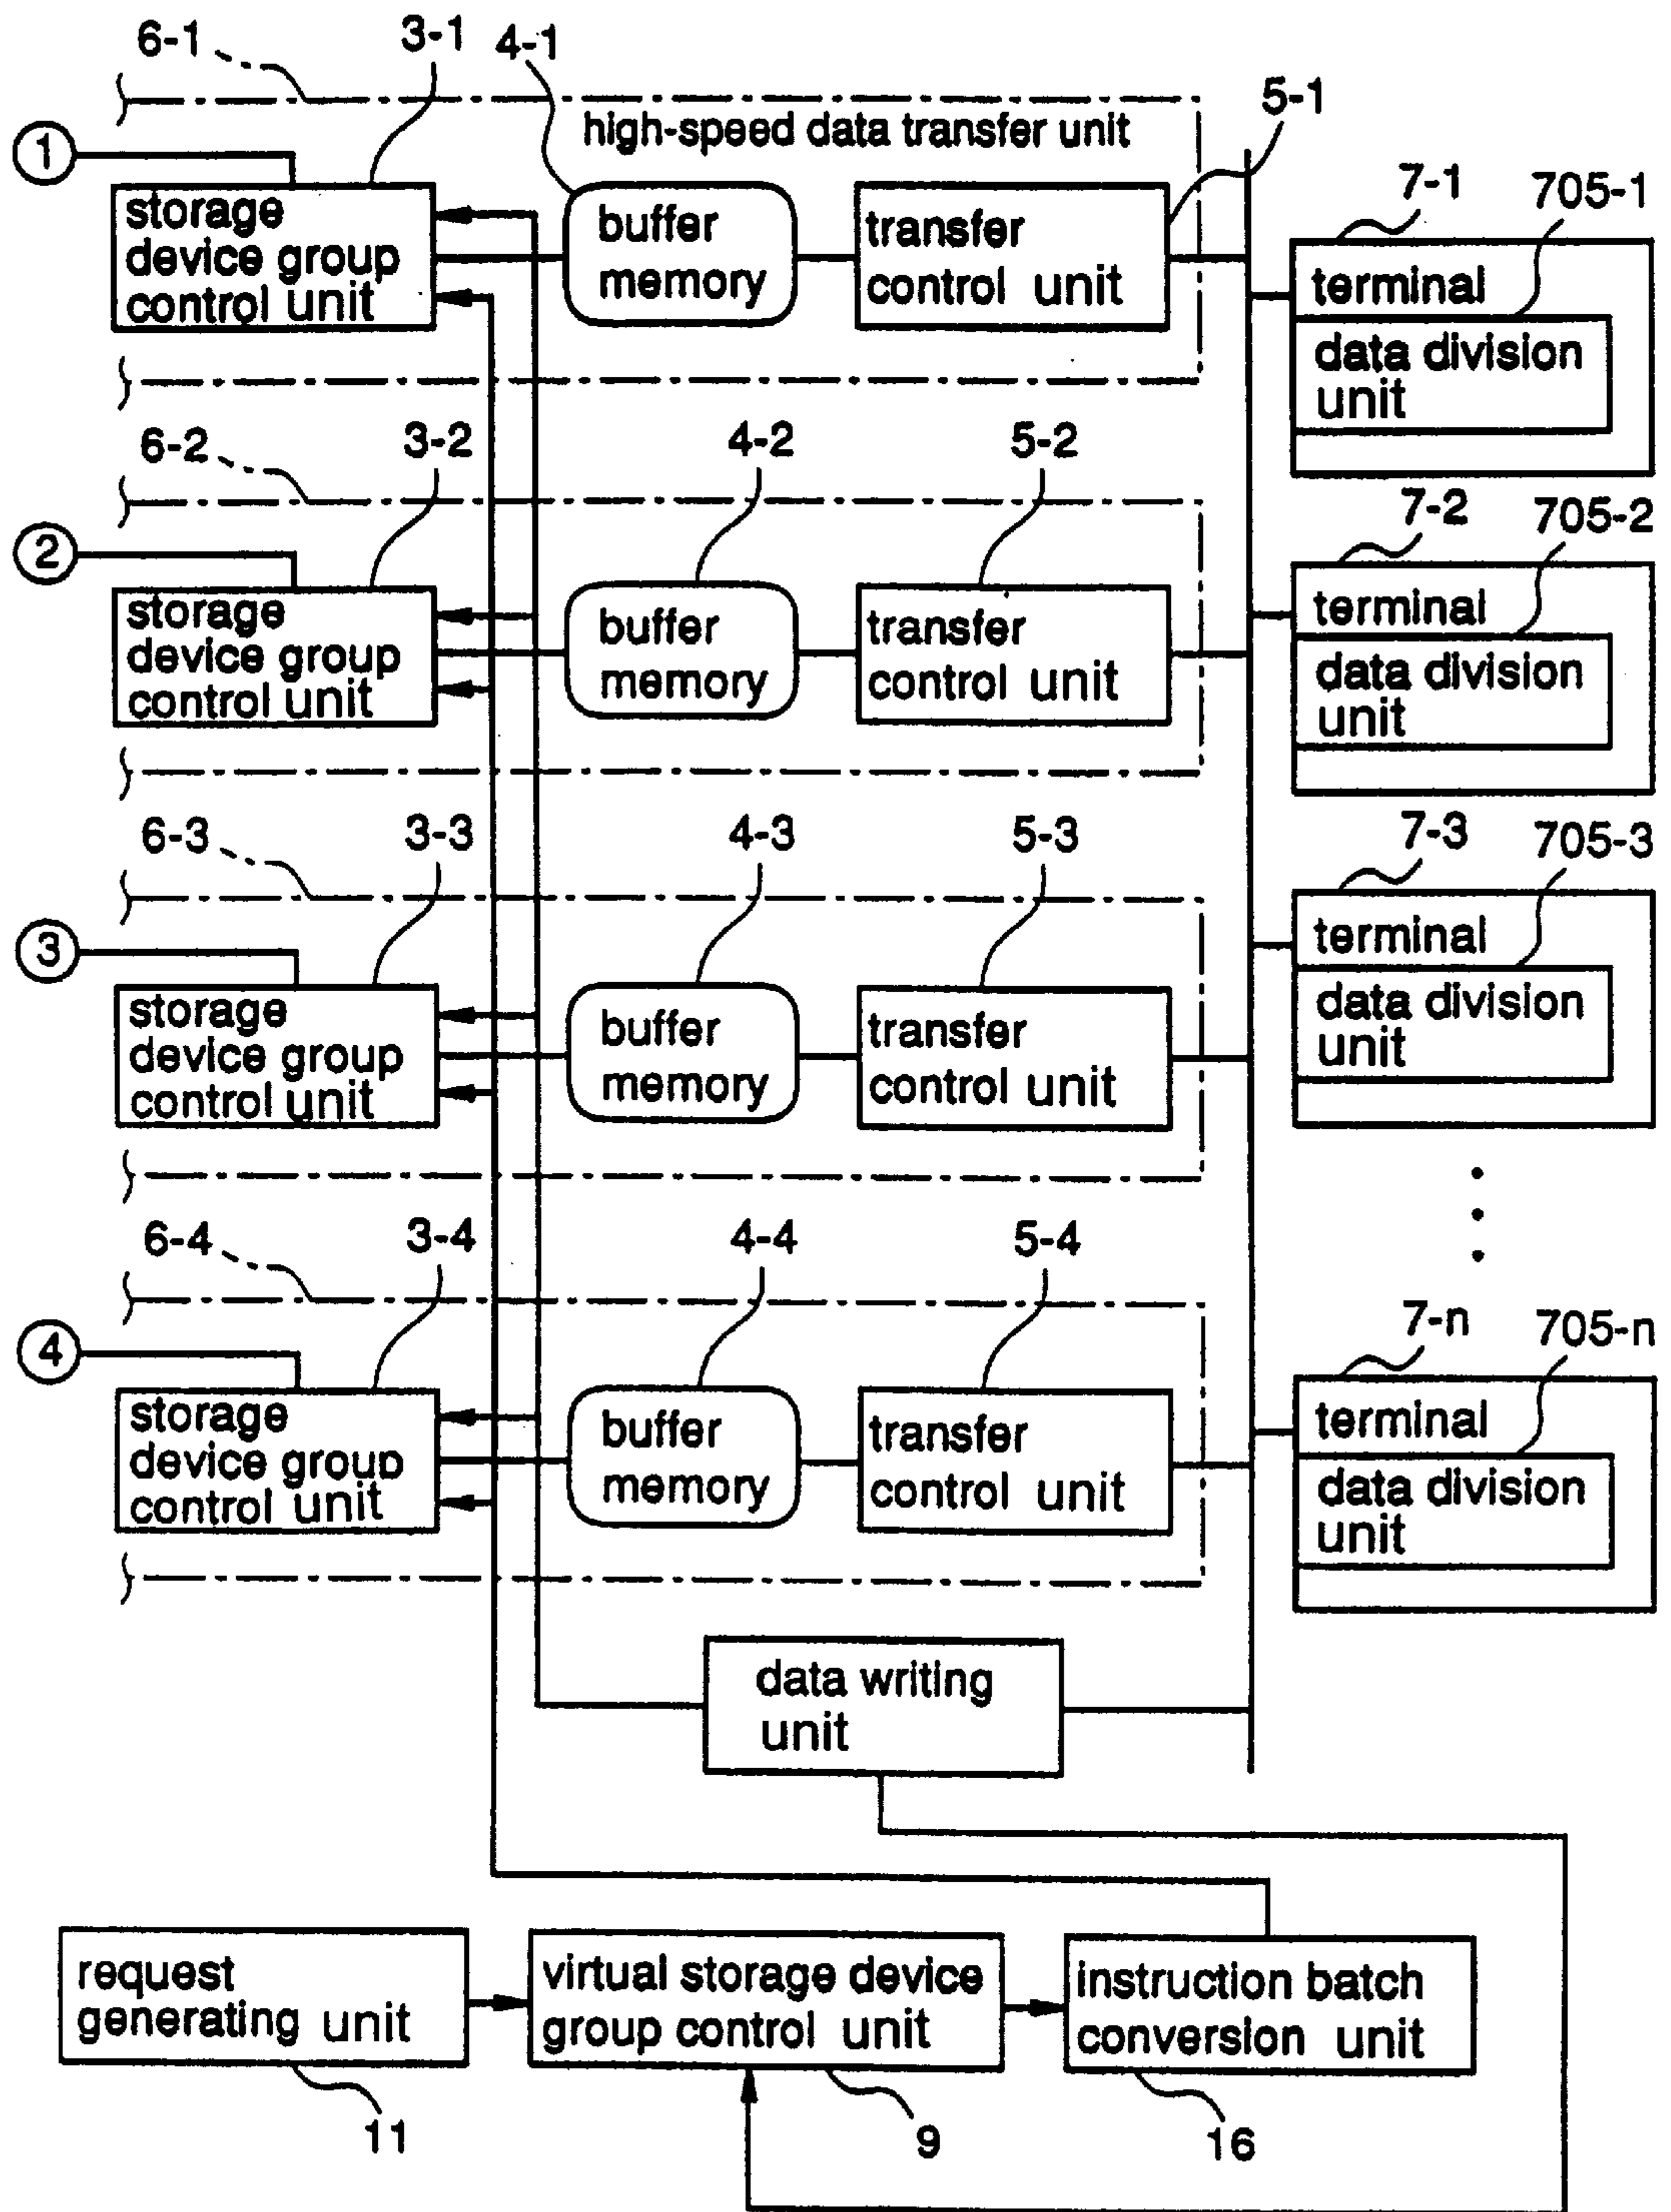 6-1
3-1
4-1
5-1
high-speed data transfer unit
1
storage
device group
control unit
buffer
memory
transfer
control unit
7-1
705-1
terminal
data division
unit
6-2
3-2
4-2
5-2
2
storage
device group
control unit
buffer
memory
transfer
control unit
7-2
705-2
terminal
data division
unit
6-3
3-3
4-3
5-3
3
storage
device group
control unit
buffer
memory
transfer
control unit
7-3
705-3
terminal
data division
unit
6-4
3-4
4-4
5-4
4
storage
device group
control unit
buffer
memory
transfer
control unit
7-n
705-n
terminal
data division
unit
data writing
unit
request
generating unit
virtual storage device
group control unit
instruction batch
conversion unit
11
9
16